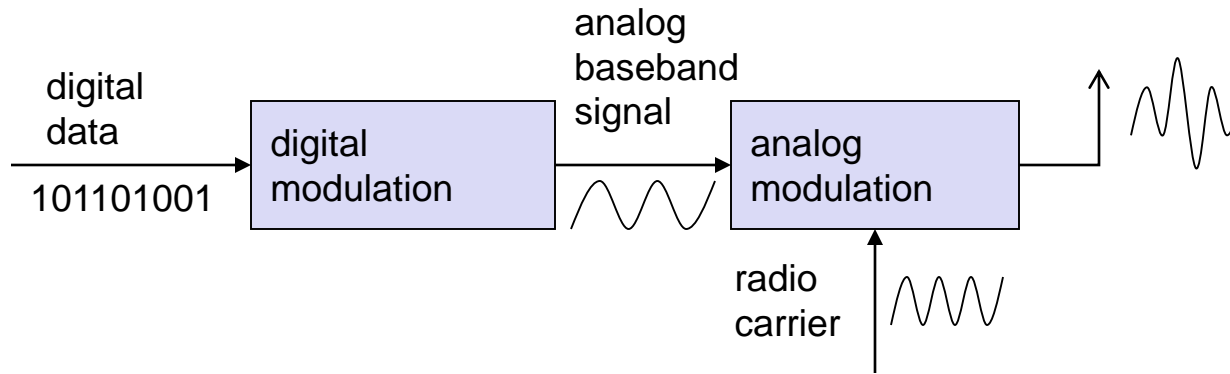 digital
data
101101001
digital
modulation
analog
baseband
signal
analog
modulation
radio
carrier